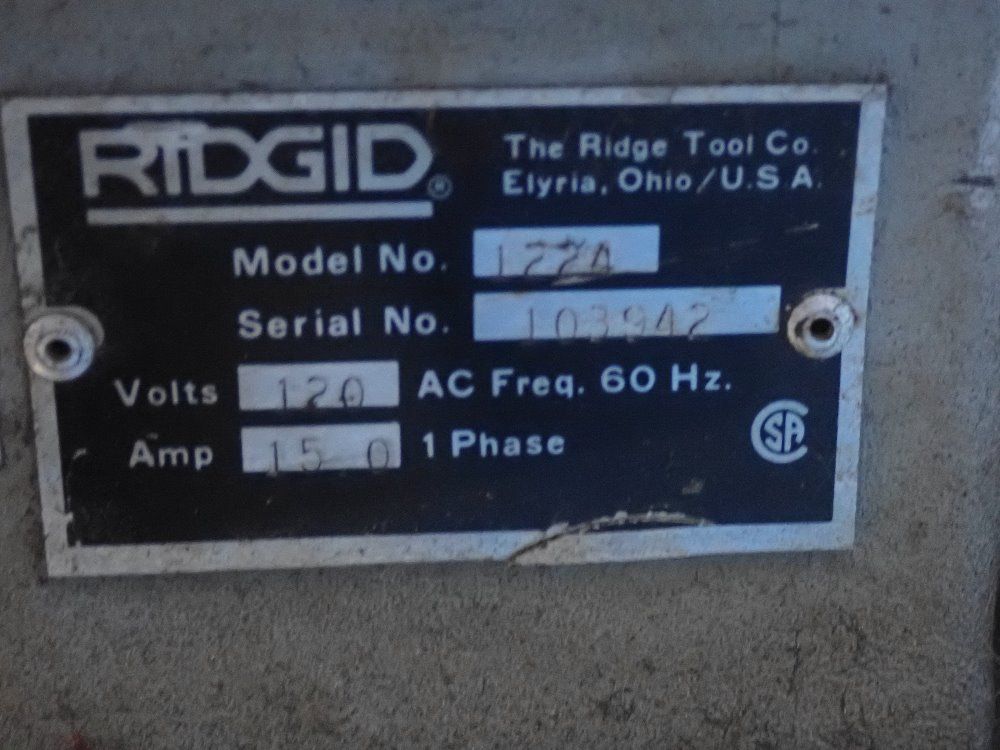 RIDGID®
The Ridge Tool Co.
Elyria, Ohio/U.S.A.
Model No. 1224
Serial No. 103942
Volts 120 AC Freq. 60 Hz.
Amp 15 0 1 Phase
CSA